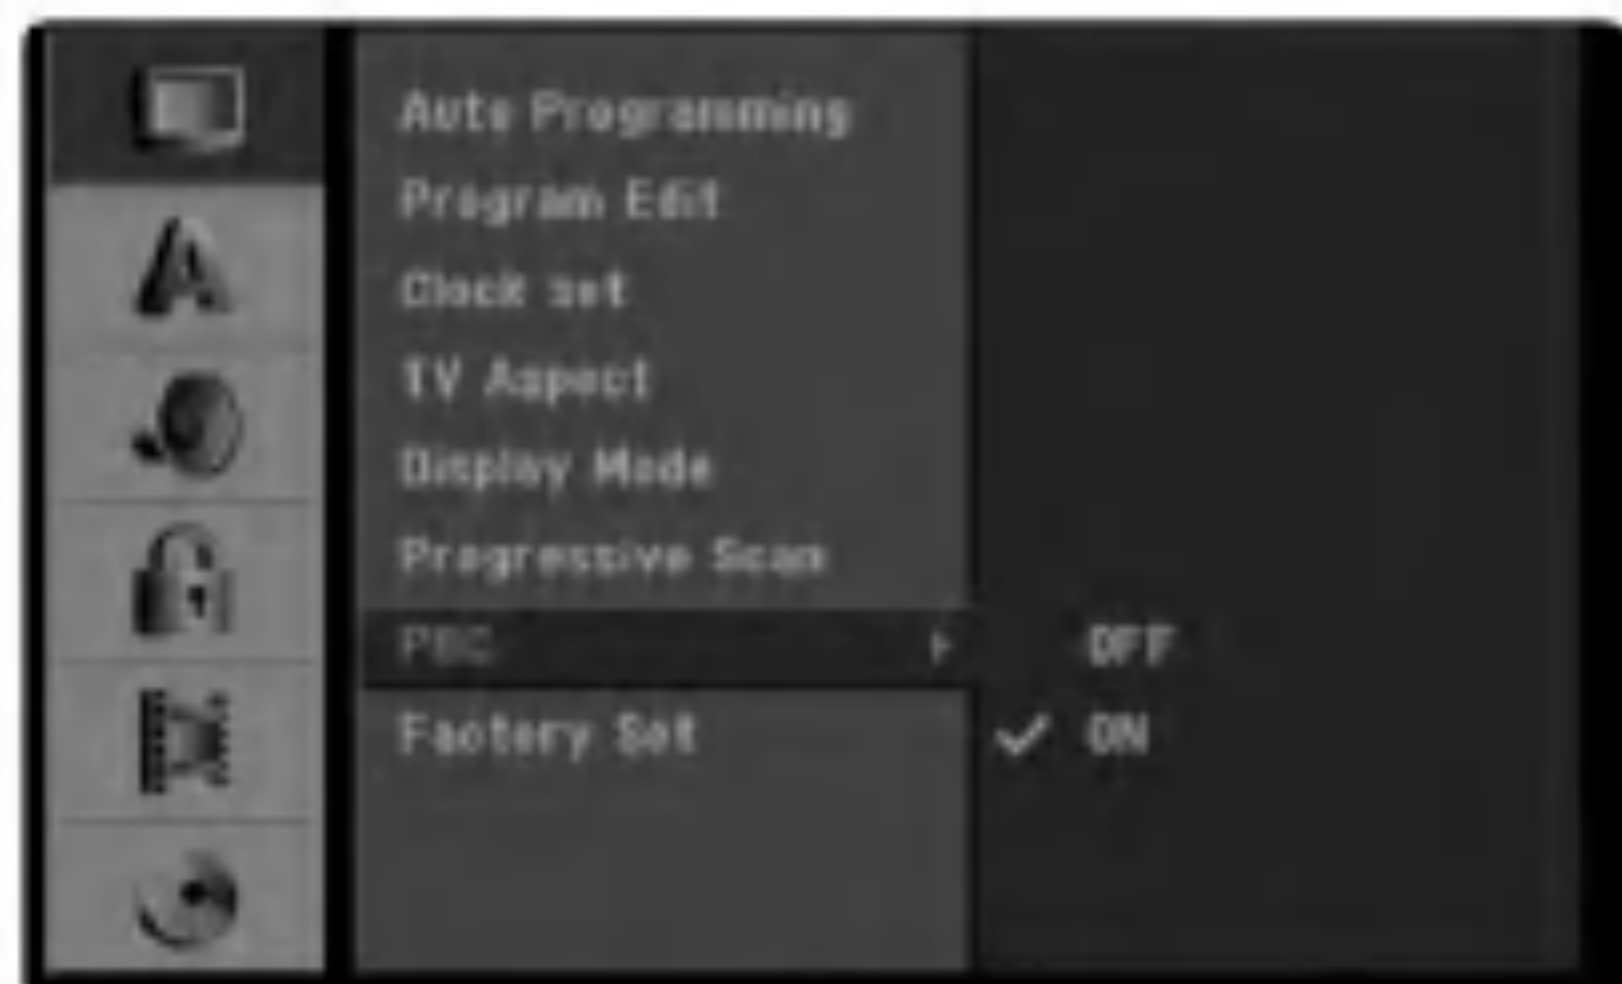 Auto Programming
Program Edit
Clock set
TV Aspect
Display Mode
Progressive Scan
PBC
OFF
Factory Set
ON